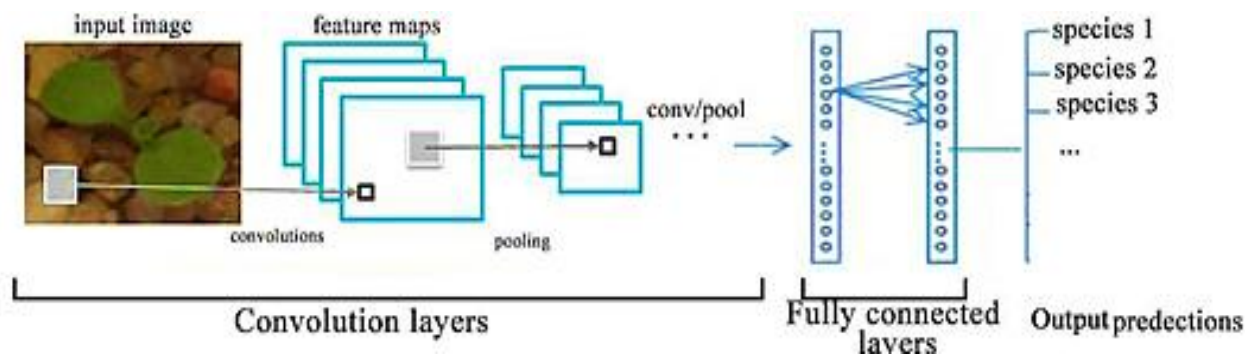 input image
feature maps
conv/pool
...
species 1
species 2
species 3
...
convolutions
pooling
Convolution layers
Fully connected
layers
Output predections